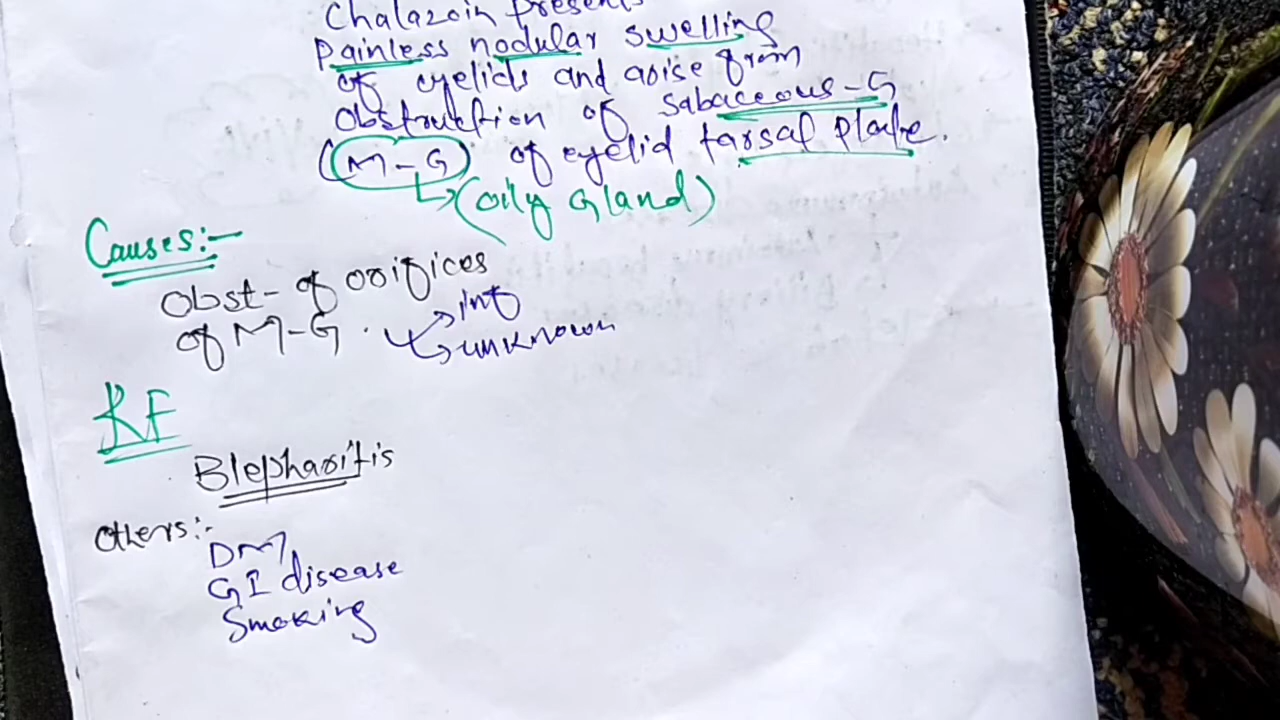 Chalazoin presents
painless nodular swelling
of eyelids and arise from
obstruction of sabaceous-G
(M-G) of eyelid tarsal plate.
(oily Gland)
Causes:-
Obst- of orifices
of M-G.
inf
unknown
RF
Blepharitis
Others:-
DM
GI disease
Smoking